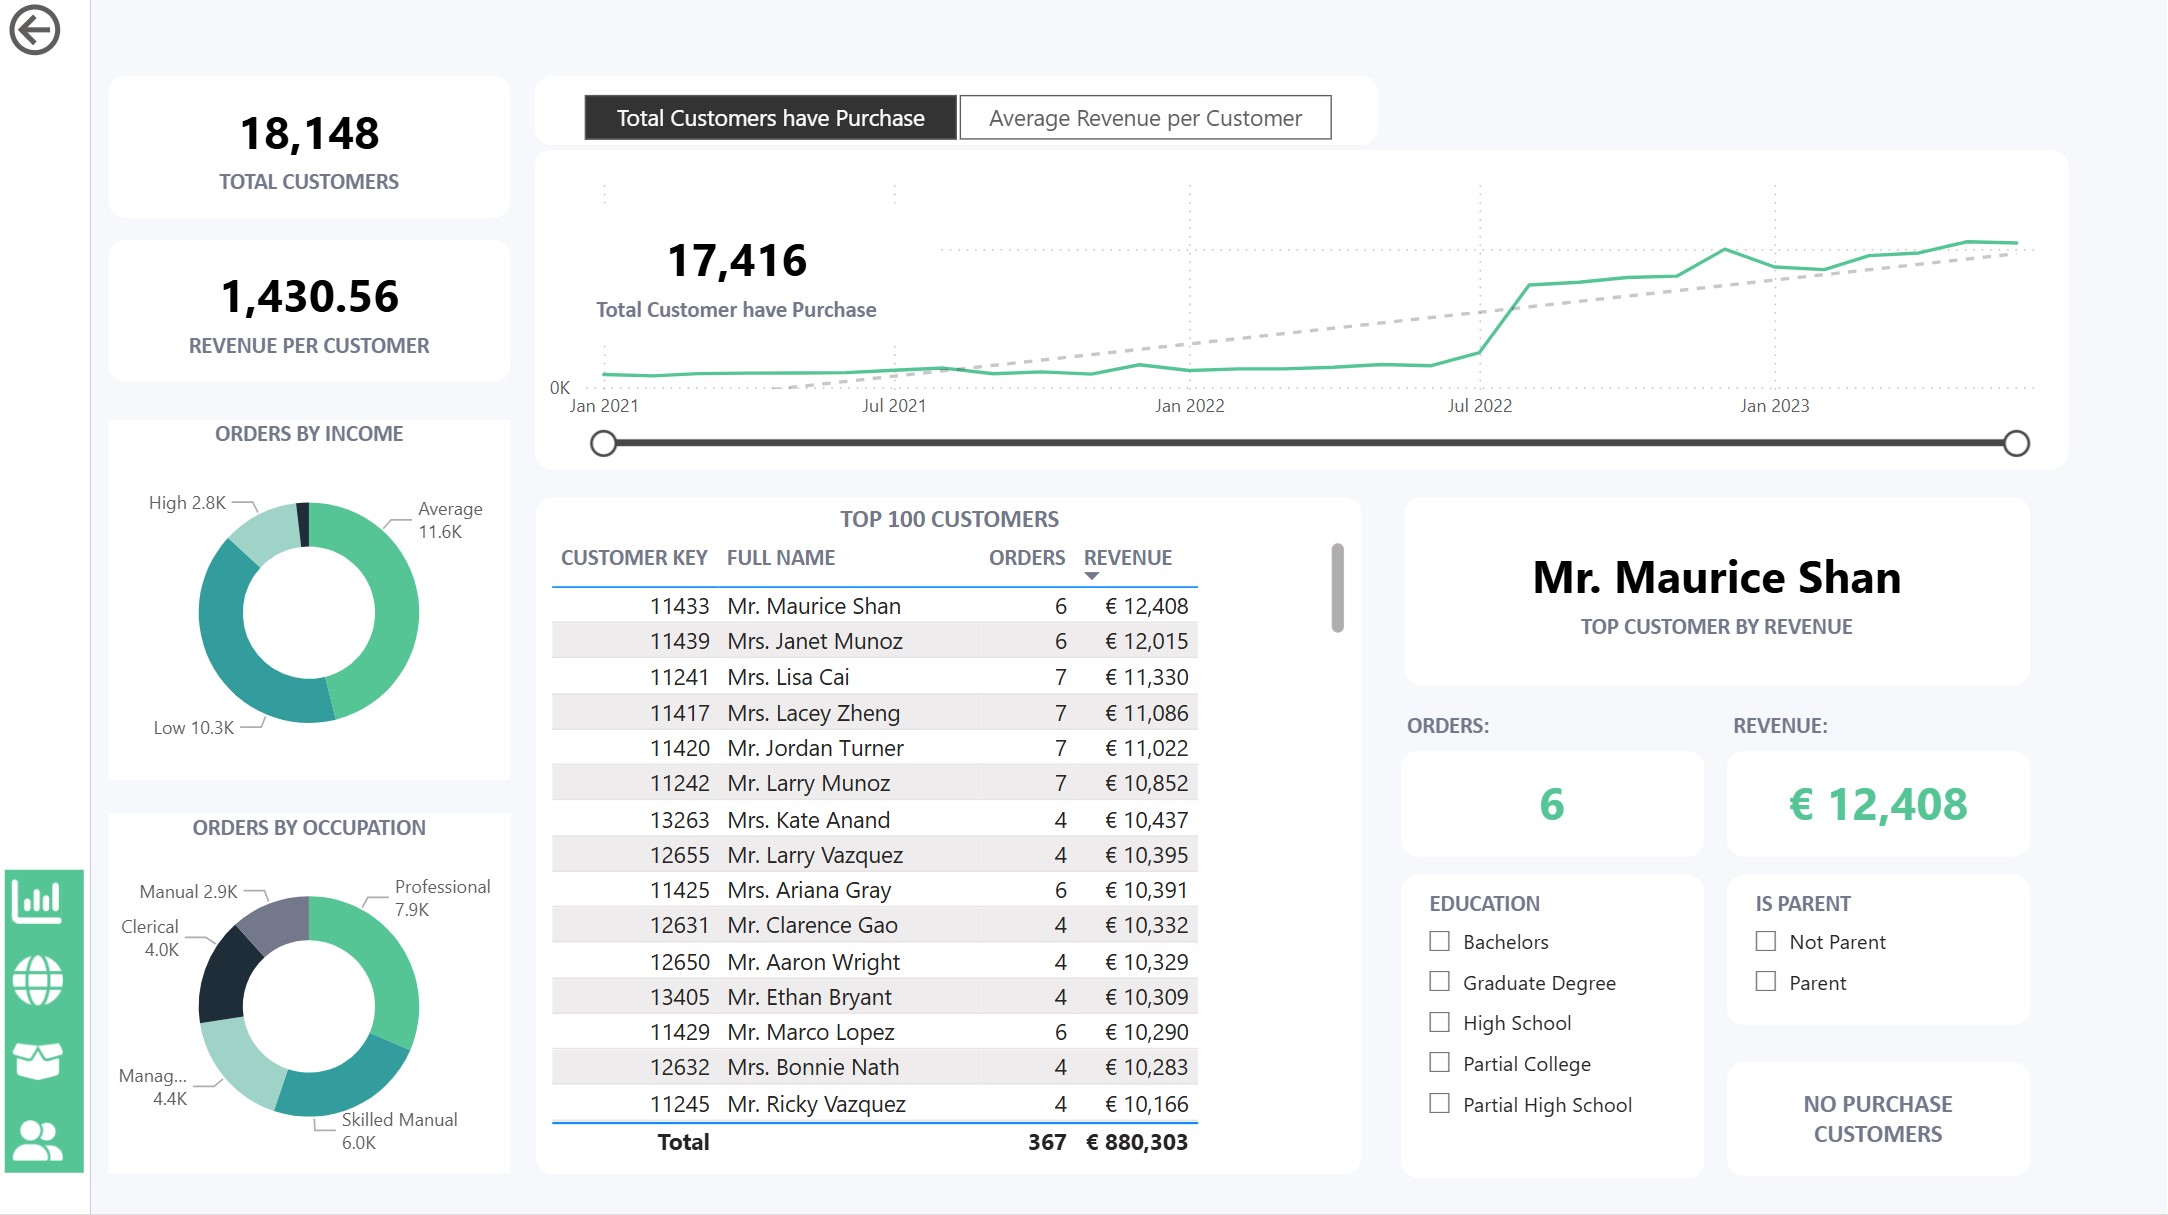 18,148
TOTAL CUSTOMERS
1,430.56
REVENUE PER CUSTOMER
ORDERS BY INCOME
High 2.8K
Average
11.6K
Low 10.3K
ORDERS BY OCCUPATION
Manual 2.9K
Professional
7.9K
Clerical
4.0K
Manag...
4.4K
Skilled Manual
6.0K
Total Customers have Purchase
Average Revenue per Customer
17,416
Total Customer have Purchase
0K
Jan 2021
Jul 2021
Jan 2022
Jul 2022
Jan 2023
TOP 100 CUSTOMERS
CUSTOMER KEY FULL NAME ORDERS REVENUE
11433 Mr. Maurice Shan 6 € 12,408
11439 Mrs. Janet Munoz 6 € 12,015
11241 Mrs. Lisa Cai 7 € 11,330
11417 Mrs. Lacey Zheng 7 € 11,086
11420 Mr. Jordan Turner 7 € 11,022
11242 Mr. Larry Munoz 7 € 10,852
13263 Mrs. Kate Anand 4 € 10,437
12655 Mr. Larry Vazquez 4 € 10,395
11425 Mrs. Ariana Gray 6 € 10,391
12631 Mr. Clarence Gao 4 € 10,332
12650 Mr. Aaron Wright 4 € 10,329
13405 Mr. Ethan Bryant 4 € 10,309
11429 Mr. Marco Lopez 6 € 10,290
12632 Mrs. Bonnie Nath 4 € 10,283
11245 Mr. Ricky Vazquez 4 € 10,166
Total 367 € 880,303
Mr. Maurice Shan
TOP CUSTOMER BY REVENUE
ORDERS:
6
REVENUE:
€ 12,408
EDUCATION
Bachelors
Graduate Degree
High School
Partial College
Partial High School
IS PARENT
Not Parent
Parent
NO PURCHASE
CUSTOMERS